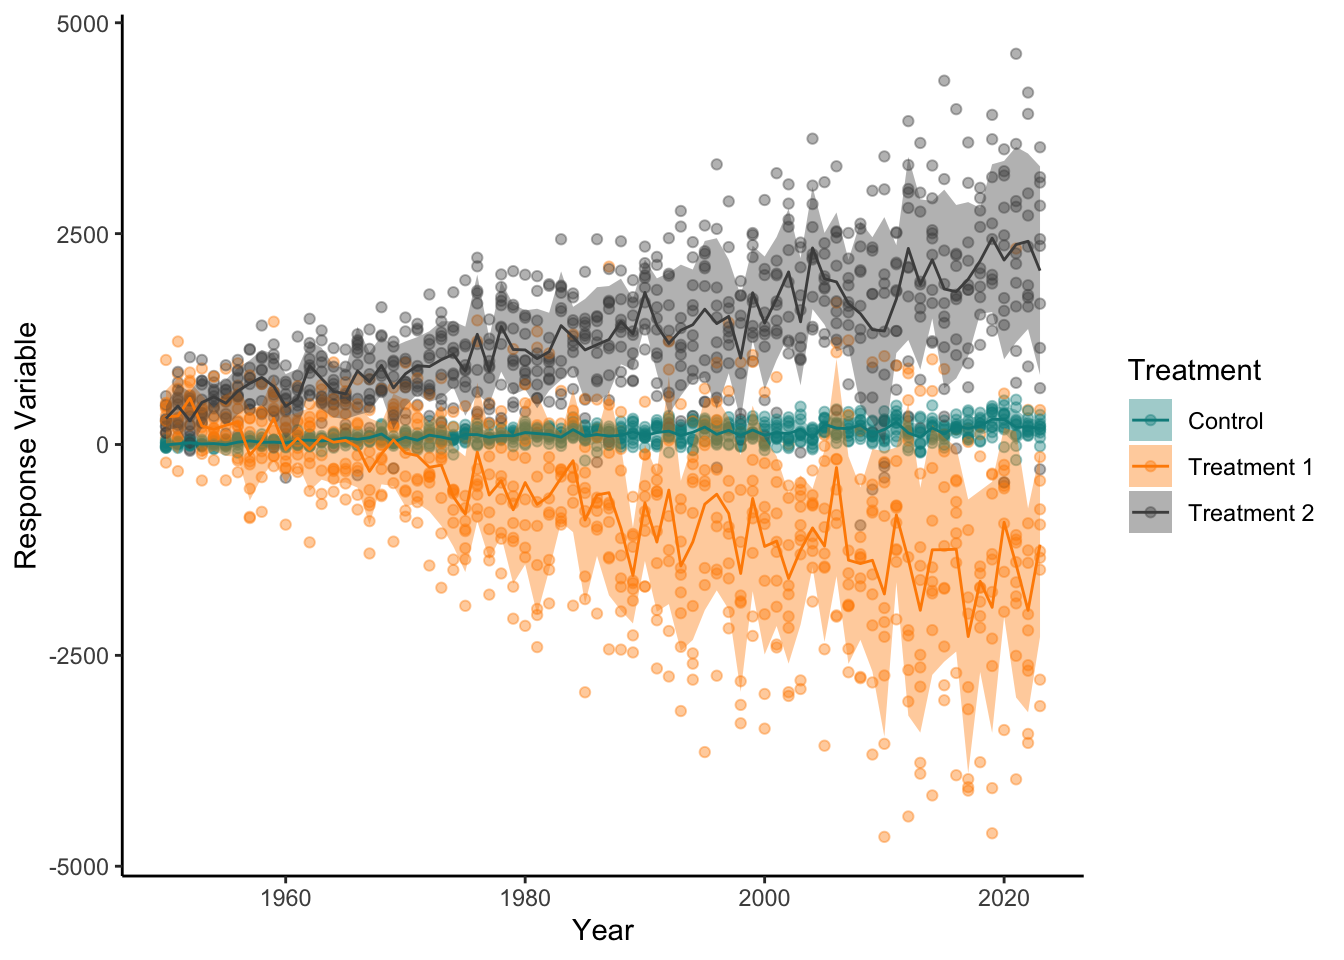 5000
2500
0
-2500
-5000
Response Variable
1960
1980
2000
2020
Year
Treatment
Control
Treatment 1
Treatment 2